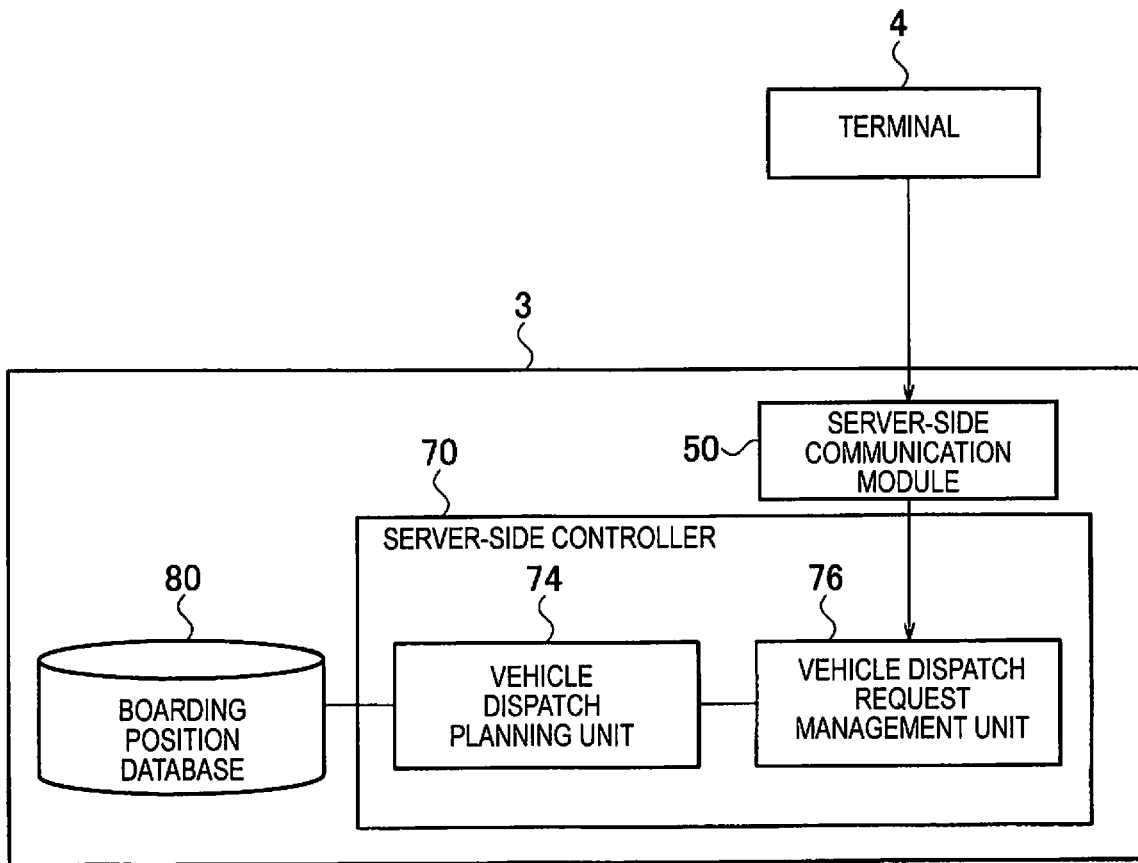 4
TERMINAL
3
50
SERVER-SIDE
COMMUNICATION
MODULE
70
SERVER-SIDE CONTROLLER
80
BOARDING
POSITION
DATABASE
74
VEHICLE
DISPATCH
PLANNING UNIT
76
VEHICLE DISPATCH
REQUEST
MANAGEMENT UNIT